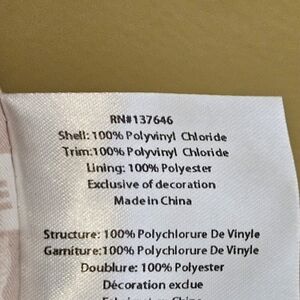 RN#137646
Shell: 100% Polyvinyl Chloride
Trim:100% Polyvinyl Chloride
Lining: 100% Polyester
Exclusive of decoration
Made in China
Structure: 100% Polychlorure De Vinyle
Garniture:100% Polychlorure De Vinyle
Doublure: 100% Polyester
Décoration exclue